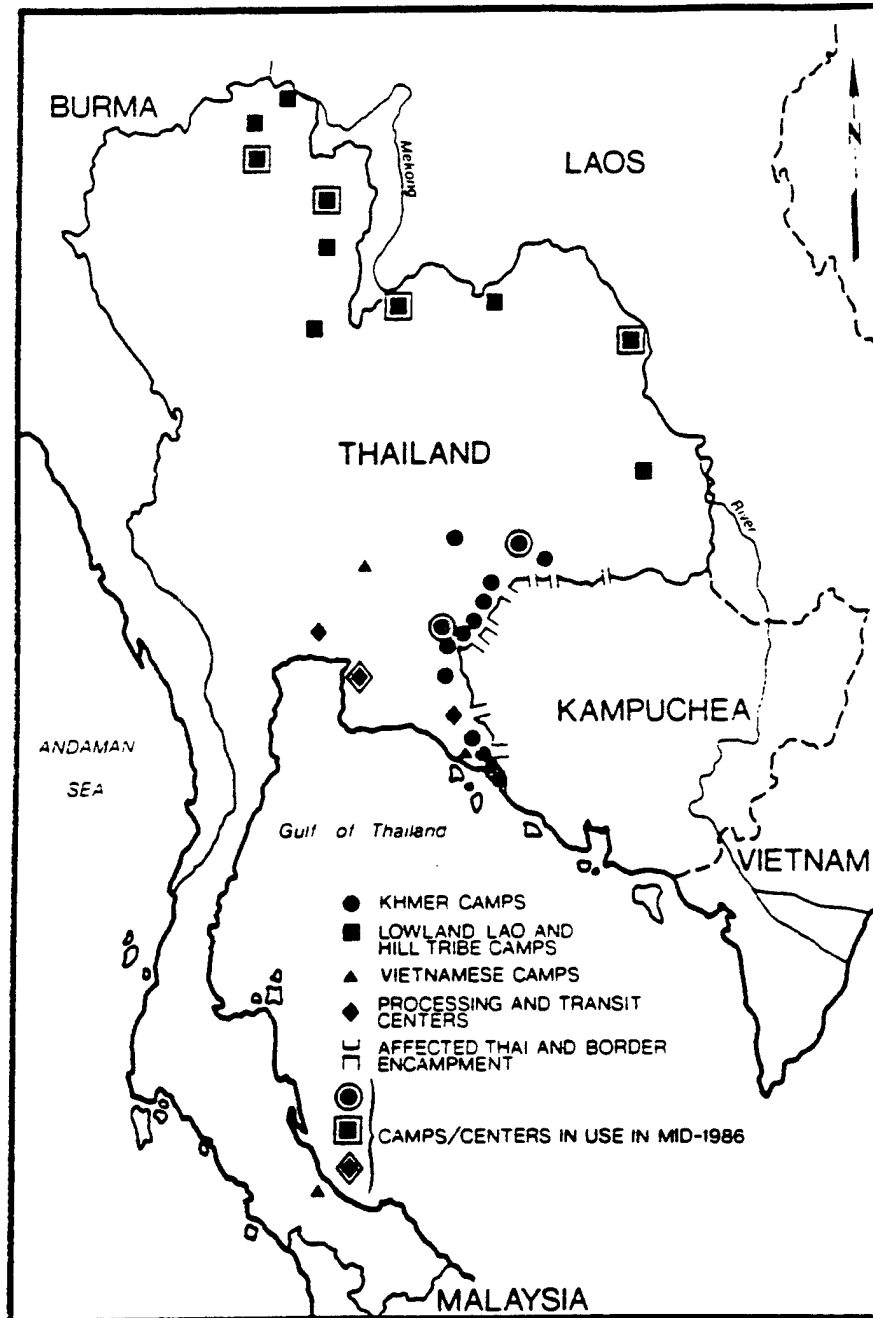 BURMA
N
Mekong
LAOS
THAILAND
River
KAMPUCHEA
ANDAMAN
SEA
Gulf of Thailand
VIETNAM
KHMER CAMPS
LOWLAND LAO AND
HILL TRIBE CAMPS
VIETNAMESE CAMPS
PROCESSING AND TRANSIT
CENTERS
AFFECTED THAI AND BORDER
ENCAMPMENT
CAMPS/CENTERS IN USE IN MID-1986
MALAYSIA